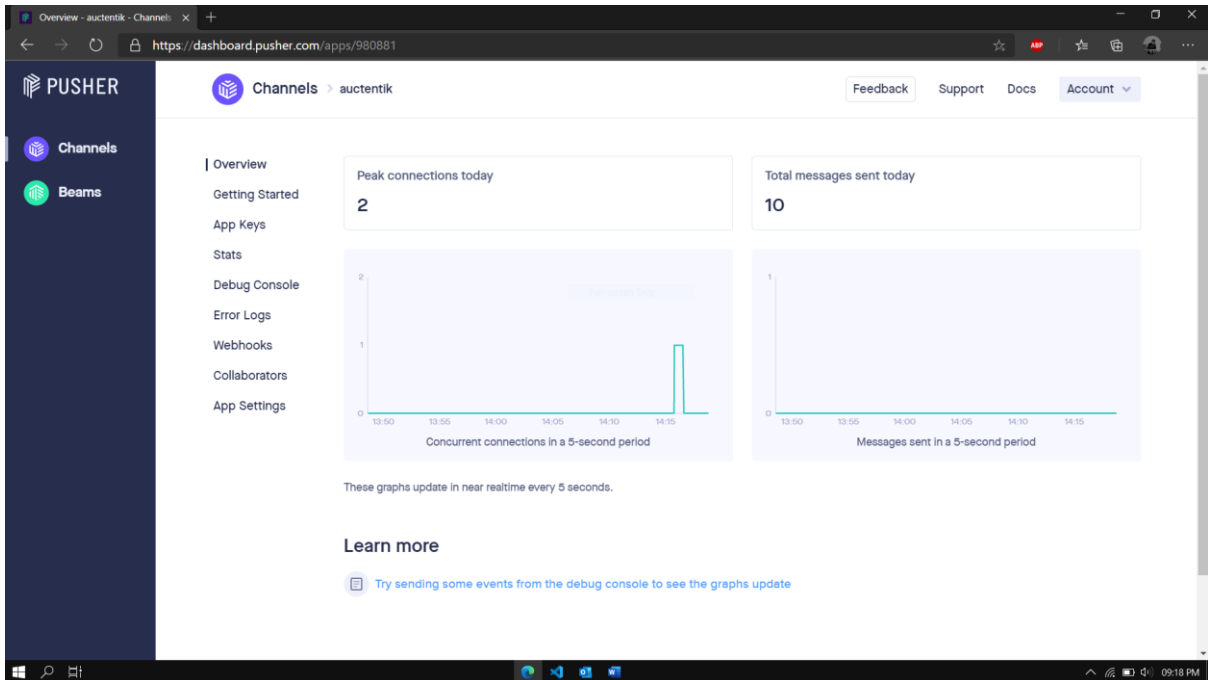 Overview - auctentik - Channels
https://dashboard.pusher.com/apps/980881
ABP
PUSHER
Channels > auctentik
Feedback
Support
Docs
Account
Channels
Beams
Overview
Getting Started
App Keys
Stats
Debug Console
Error Logs
Webhooks
Collaborators
App Settings
Peak connections today
2
Total messages sent today
10
2
1
0
13:50 13:55 14:00 14:05 14:10 14:15
Concurrent connections in a 5-second period
1
0
13:50 13:55 14:00 14:05 14:10 14:15
Messages sent in a 5-second period
These graphs update in near realtime every 5 seconds.
Learn more
Try sending some events from the debug console to see the graphs update
09:18 PM